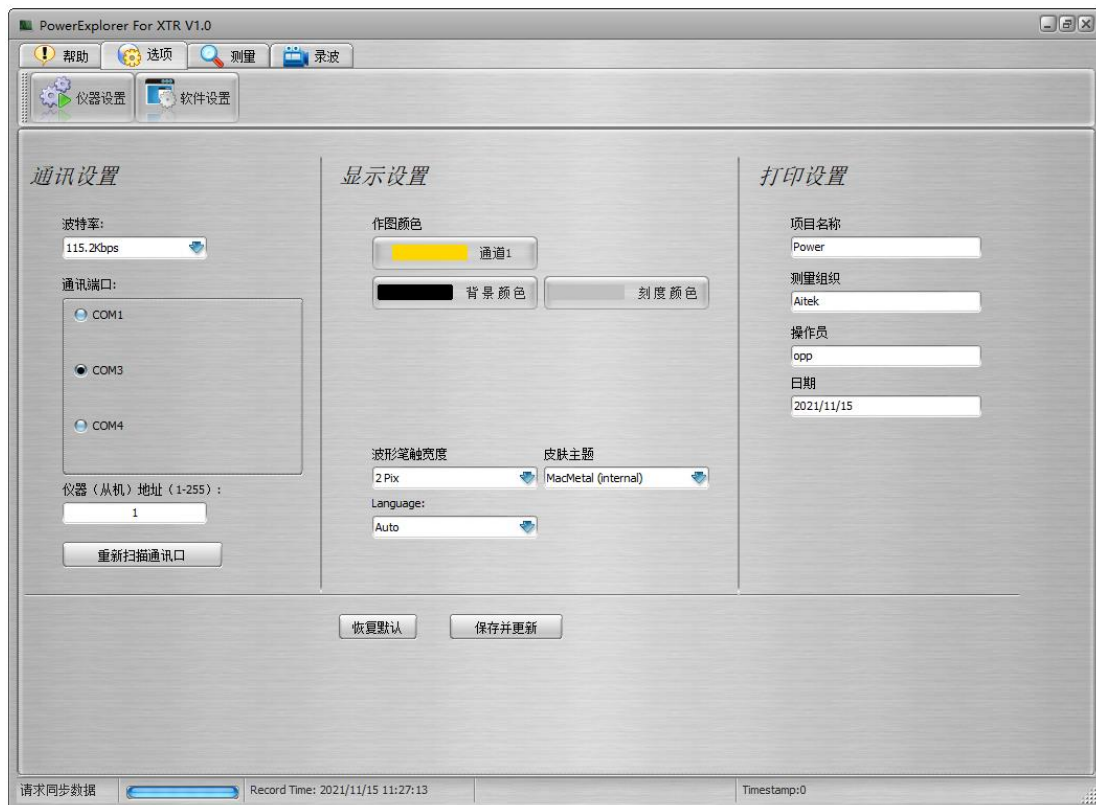 PowerExplorer For XTR V1.0
帮助 选项 测量 录波
仪器设置 软件设置
通讯设置
波特率:
115.2Kbps
通讯端口:
COM1
COM3
COM4
仪器（从机）地址（1-255）:
1
重新扫描通讯口
显示设置
作图颜色
通道1
背景颜色 刻度颜色
波形笔触宽度 皮肤主题
2 Pix MacMetal (internal)
Language:
Auto
打印设置
项目名称
Power
测量组织
Aitek
操作员
opp
日期
2021/11/15
恢复默认 保存并更新
请求同步数据 Record Time: 2021/11/15 11:27:13 Timestamp:0